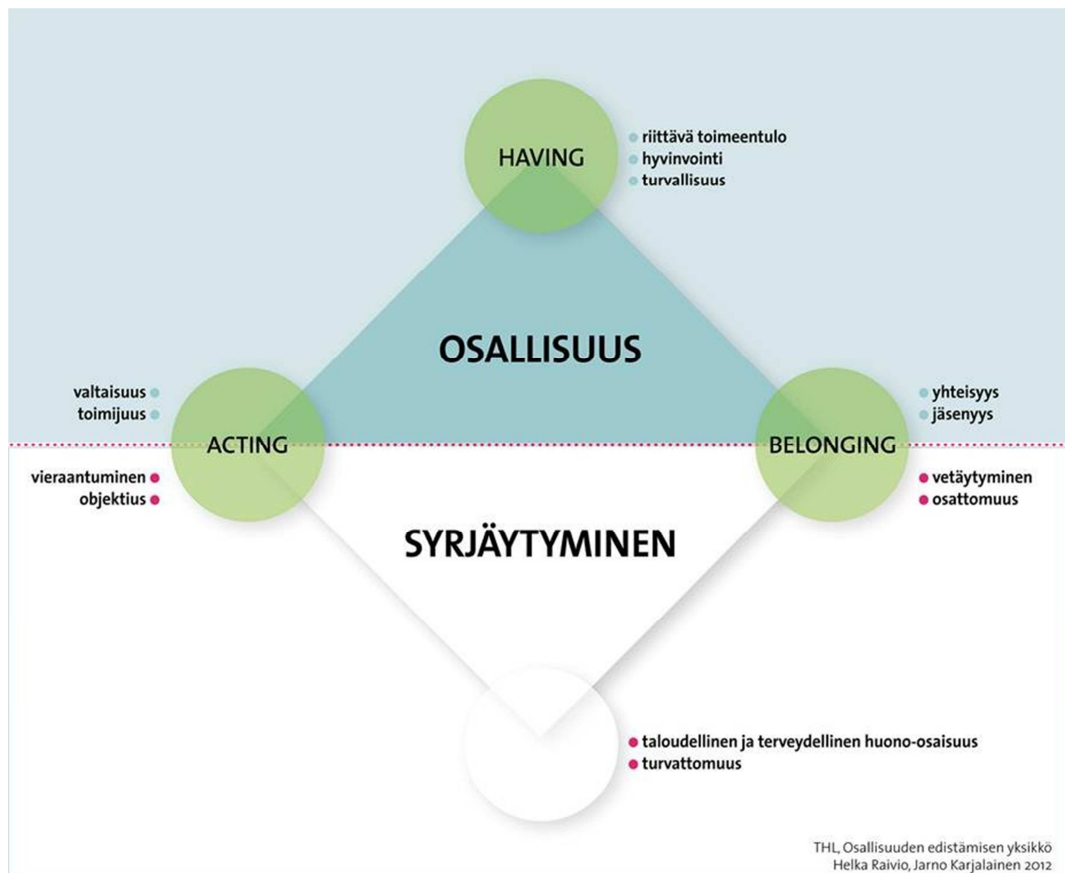 HAVING
riittävä toimeentulo
hyvinvointi
turvallisuus
OSALLISUUS
valtaisuus
toimijuus
ACTING
vieraantuminen
objektius
yhteisyys
jäsenyys
BELONGING
vetäytyminen
osattomuus
SYRJÄYTYMINEN
taloudellinen ja terveydellinen huono-osaisuus
turvattomuus
THL, Osallisuuden edistämisen yksikkö
Helka Raivio, Jarno Karjalainen 2012